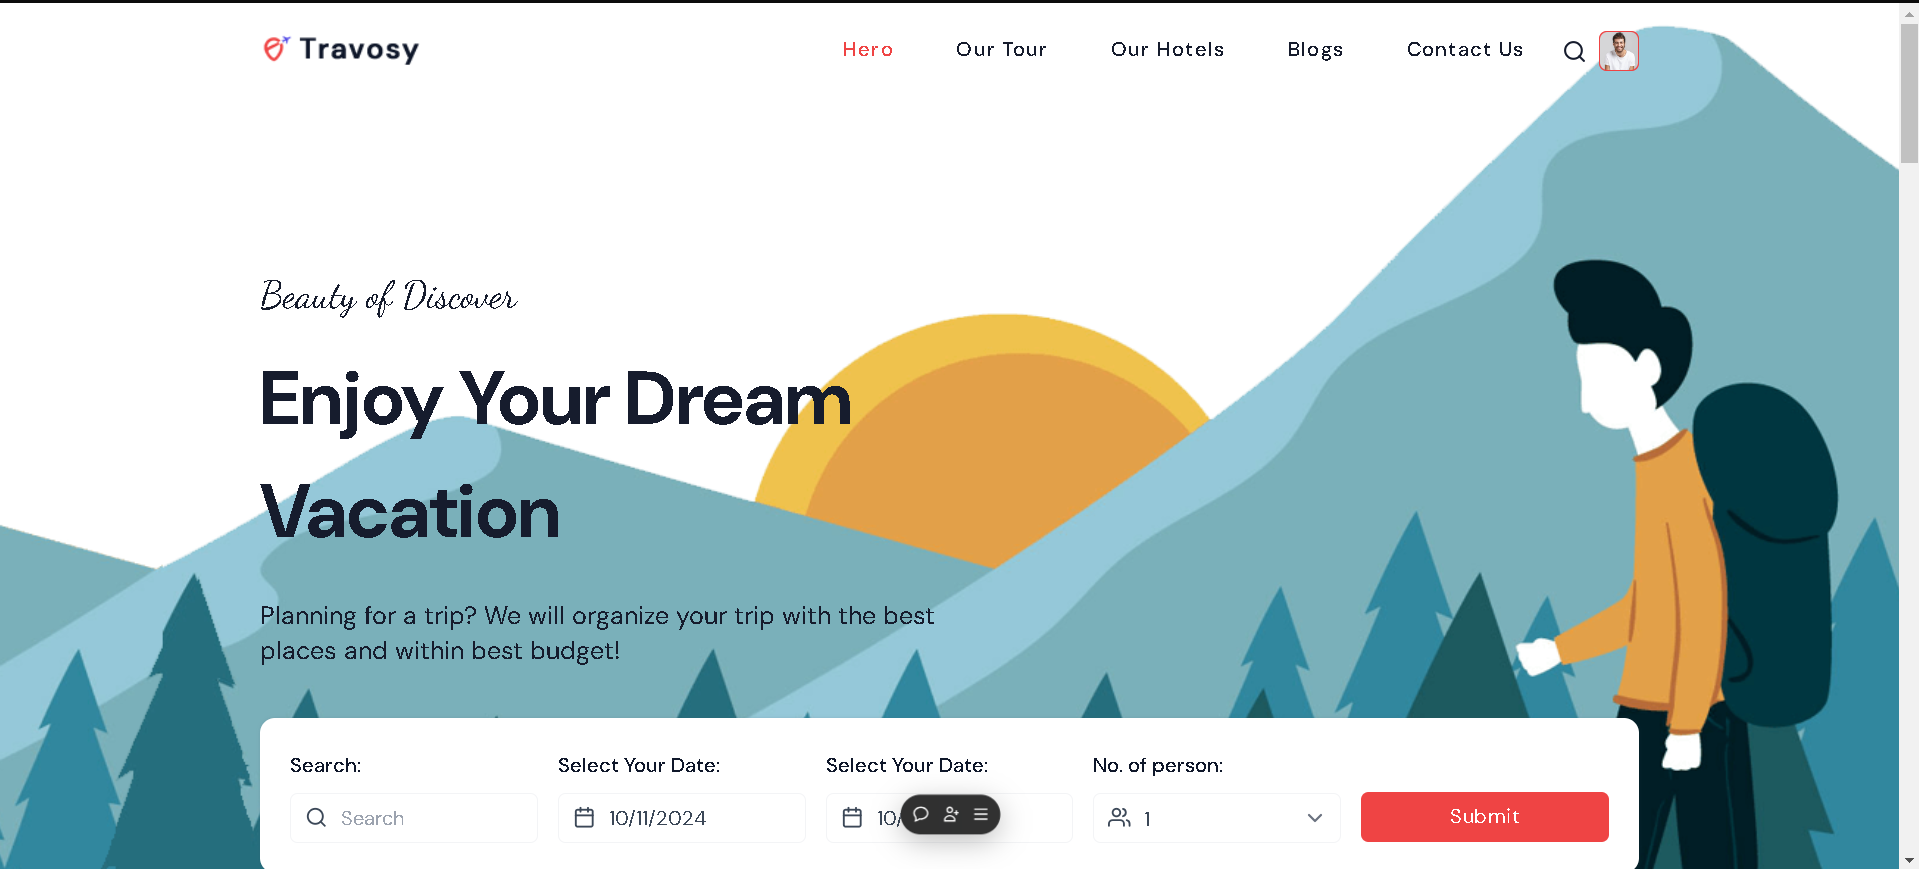 Travosy
Hero Our Tour Our Hotels Blogs Contact Us
Beauty of Discover
Enjoy Your Dream
Vacation
Planning for a trip? We will organize your trip with the best
places and within best budget!
Search: Select Your Date: Select Your Date: No. of person:
Search 10/11/2024 10/ 1 Submit